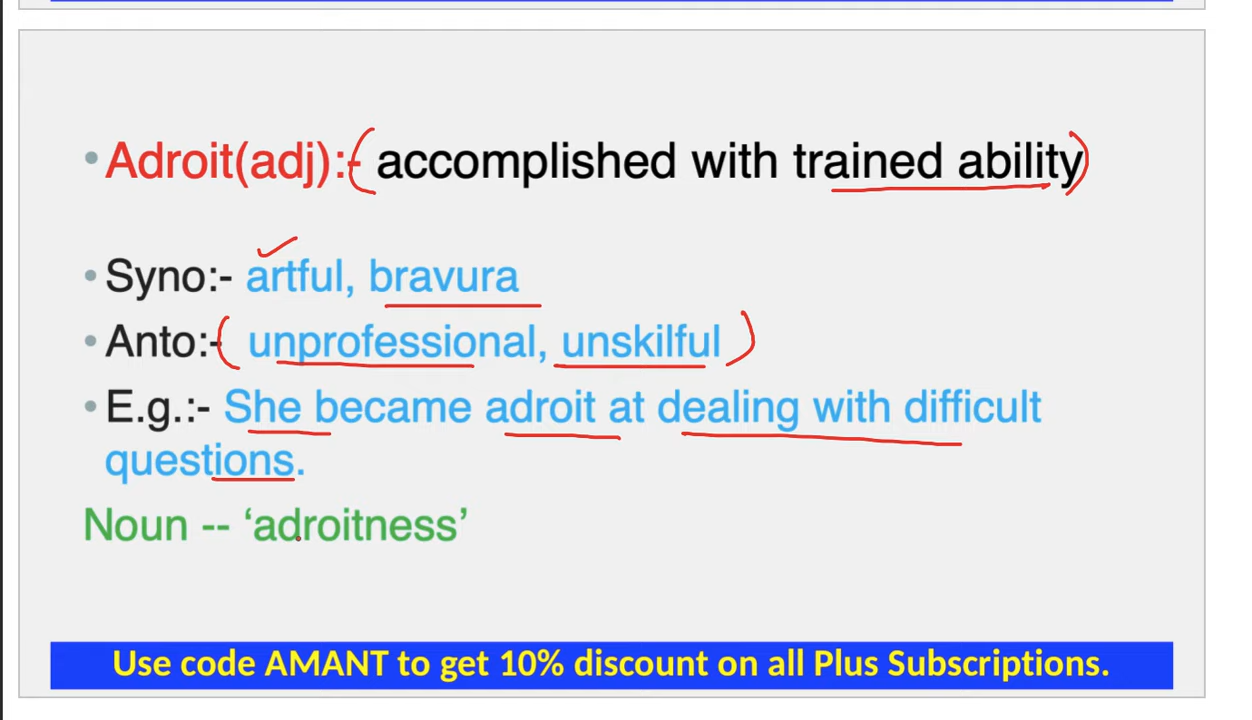 • Adroit(adj):- accomplished with trained ability
• Syno:- artful, bravura
• Anto:- unprofessional, unskilful
• E.g.:- She became adroit at dealing with difficult
questions.
Noun -- ‘adroitness’
Use code AMANT to get 10% discount on all Plus Subscriptions.